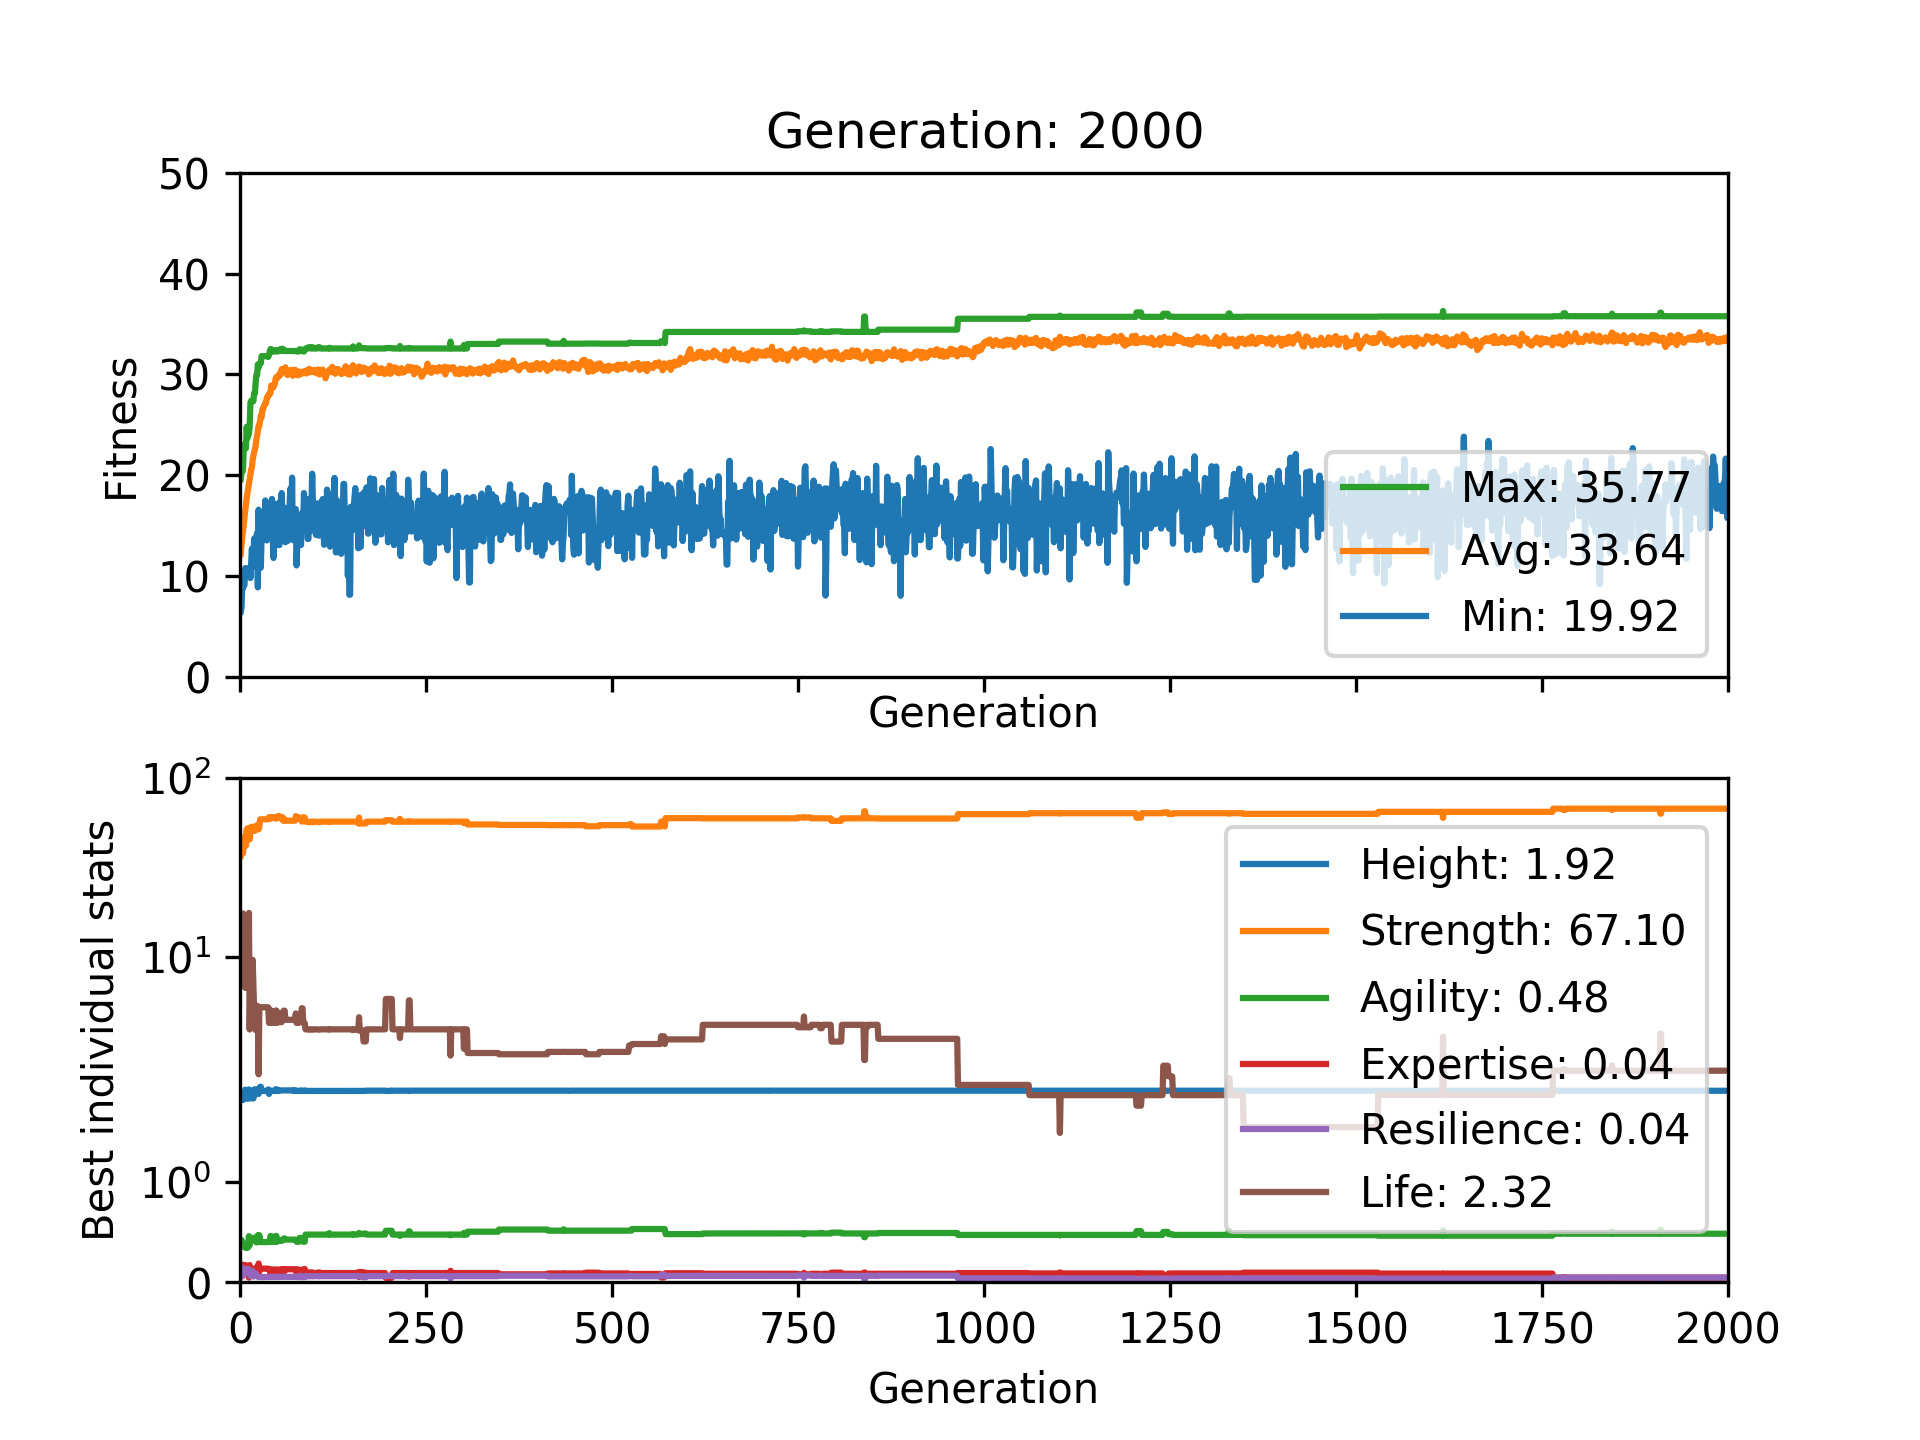 Generation: 2000
50
40
30
20
10
0
Fitness
Max: 35.77
Avg: 33.64
Min: 19.92
Generation
10²
10¹
10⁰
0
Best individual stats
Height: 1.92
Strength: 67.10
Agility: 0.48
Expertise: 0.04
Resilience: 0.04
Life: 2.32
0 250 500 750 1000 1250 1500 1750 2000
Generation